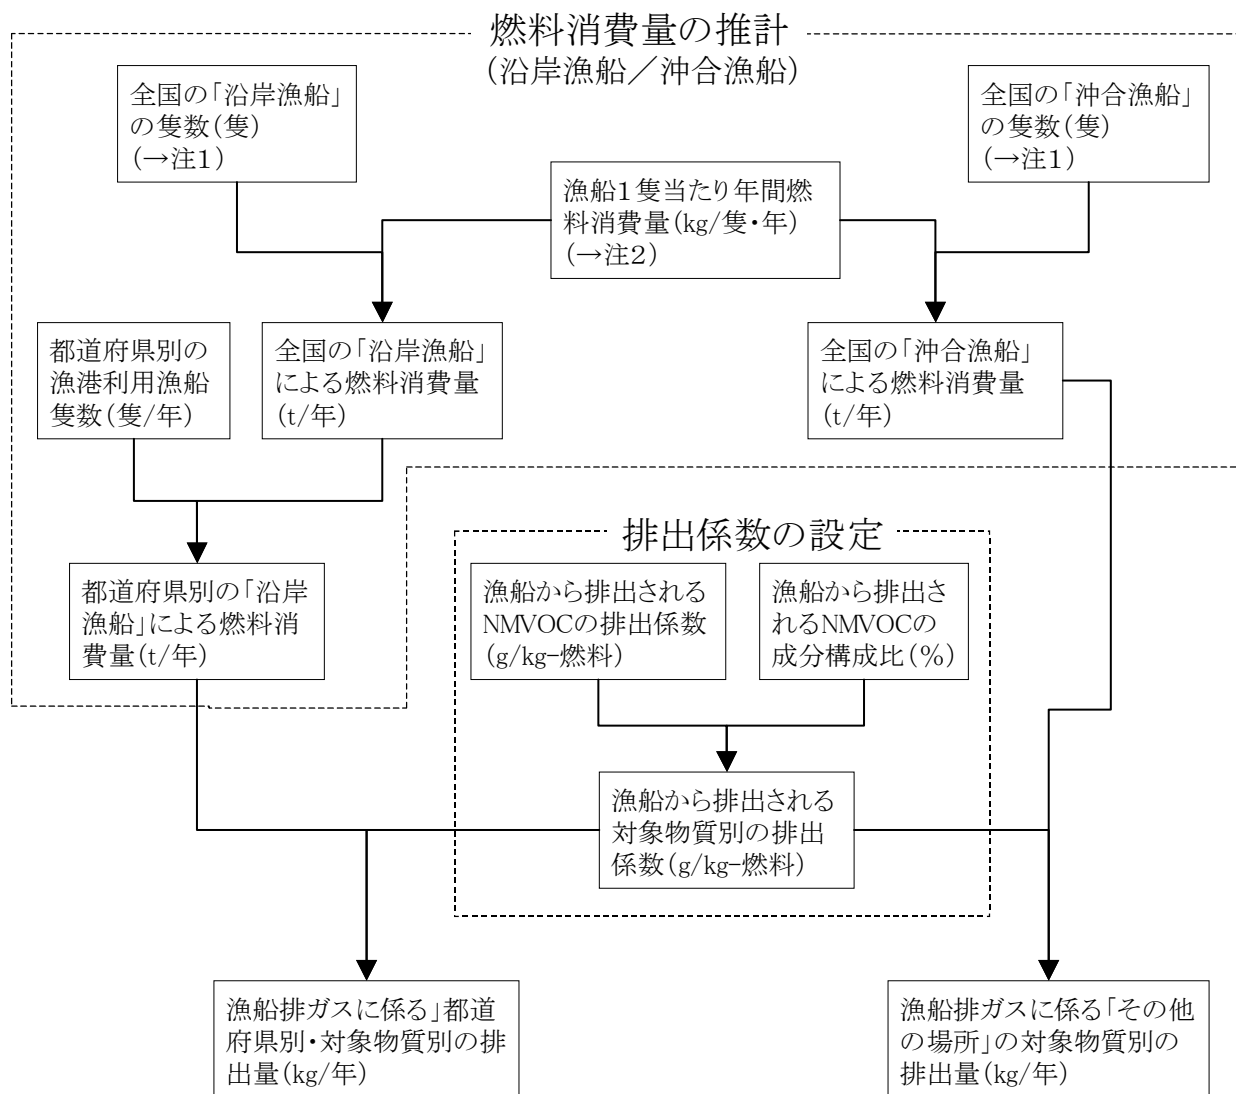 燃料消費量の推計
(沿岸漁船／沖合漁船)
全国の「沿岸漁船」
の隻数(隻)
(→注１)
全国の「沖合漁船」
の隻数(隻)
(→注１)
漁船１隻当たり年間燃
料消費量(kg/隻・年)
(→注２)
都道府県別の
漁港利用漁船
隻数(隻/年)
全国の「沿岸漁船」
による燃料消費量
(t/年)
全国の「沖合漁船」
による燃料消費量
(t/年)
都道府県別の「沿岸
漁船」による燃料消
費量(t/年)
排出係数の設定
漁船から排出される
NMVOCの排出係数
(g/kg-燃料)
漁船から排出さ
れるNMVOCの
成分構成比(%)
漁船から排出される
対象物質別の排出
係数(g/kg-燃料)
漁船排ガスに係る」都道
府県別・対象物質別の排
出量(kg/年)
漁船排ガスに係る「その他
の場所」の対象物質別の
排出量(kg/年)